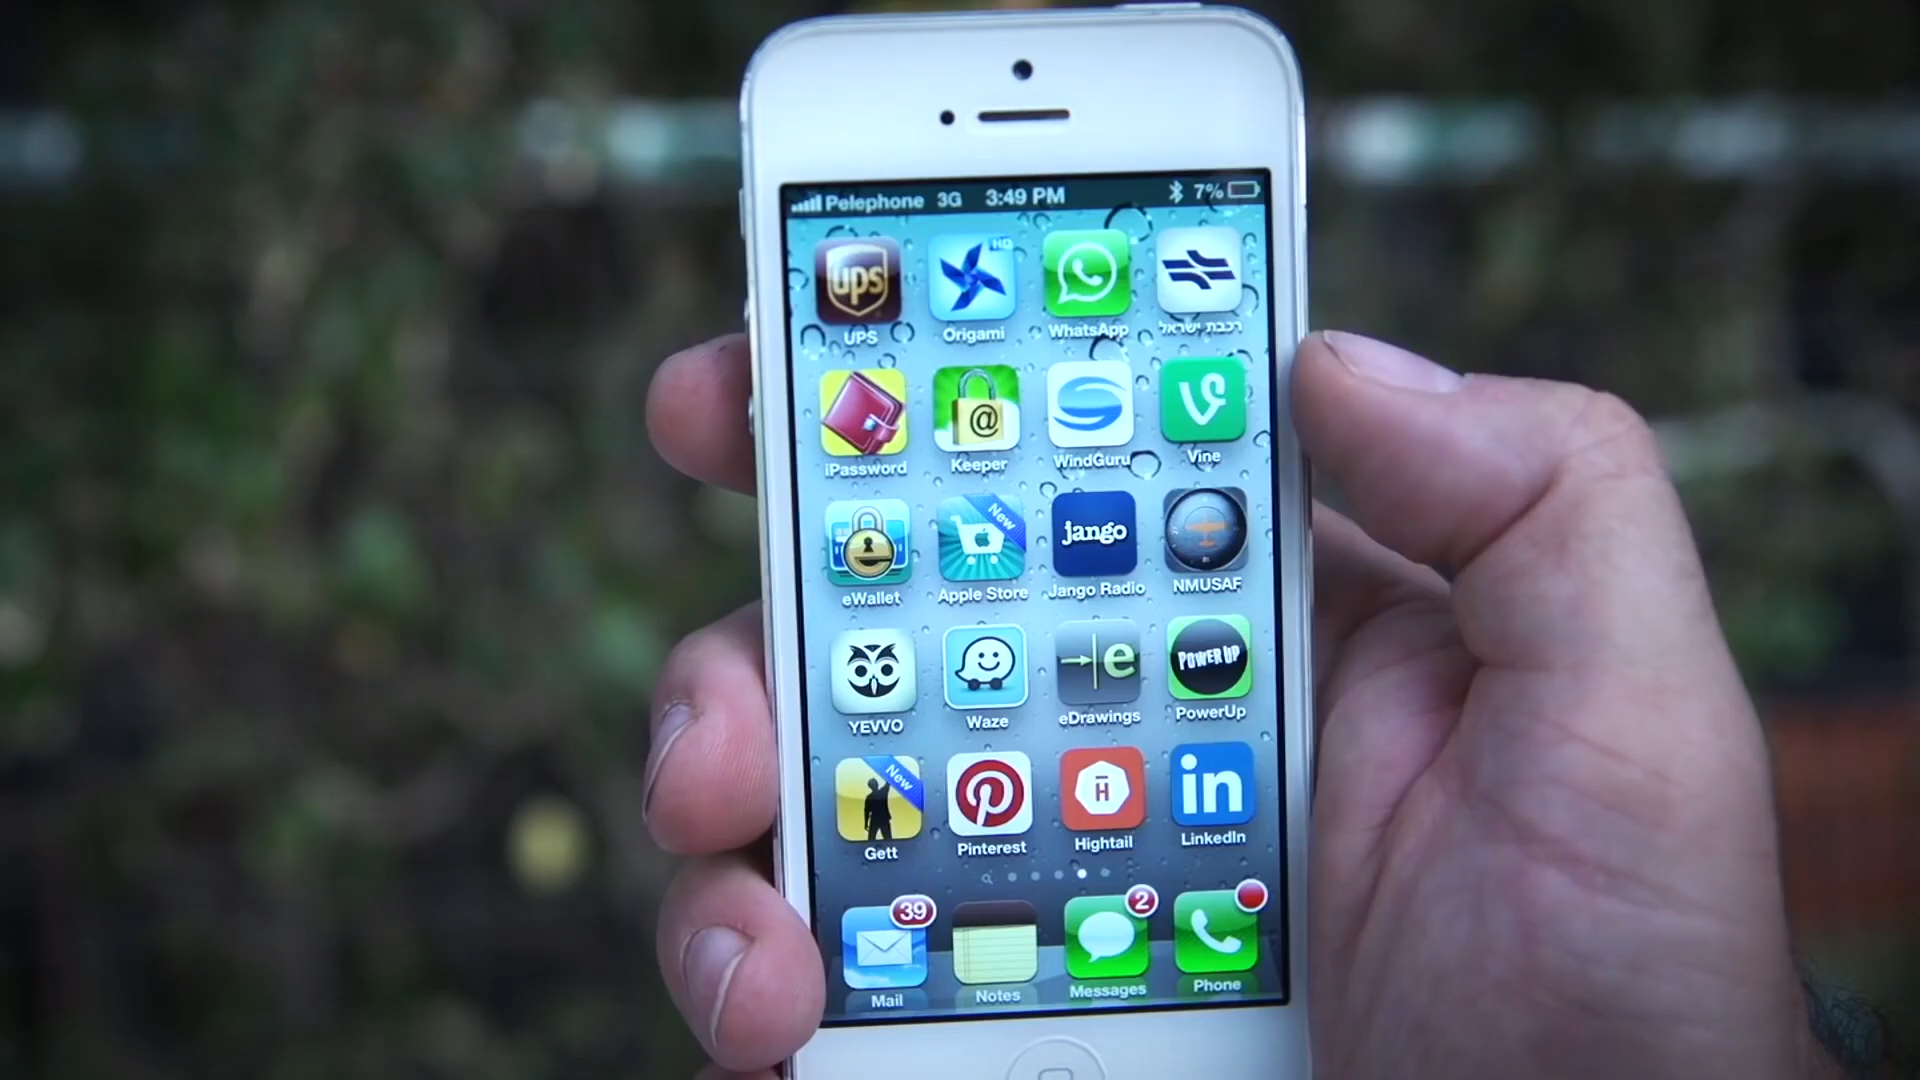 Pelephone 3G 3:49 PM 7%
ups HD
UPS Origami WhatsApp רכבת ישראל
@
iPassword Keeper WindGuru Vine
New jango
eWallet Apple Store Jango Radio NMUSAF
e POWER UP
YEVVO Waze eDrawings PowerUp
New H in
Gett Pinterest Hightail LinkedIn
39 2
Mail Notes Messages Phone